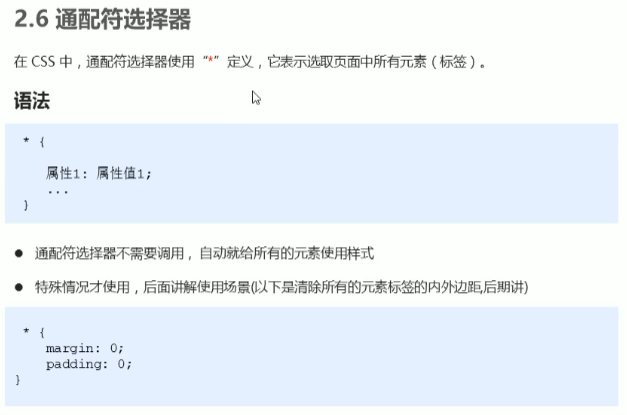 2.6 通配符选择器
在 CSS 中，通配符选择器使用“*”定义，它表示选取页面中所有元素（标签）。
语法
* {
属性1: 属性值1;
...
}
● 通配符选择器不需要调用， 自动就给所有的元素使用样式
● 特殊情况才使用，后面讲解使用场景(以下是清除所有的元素标签的内外边距,后期讲)
* {
margin: 0;
padding: 0;
}